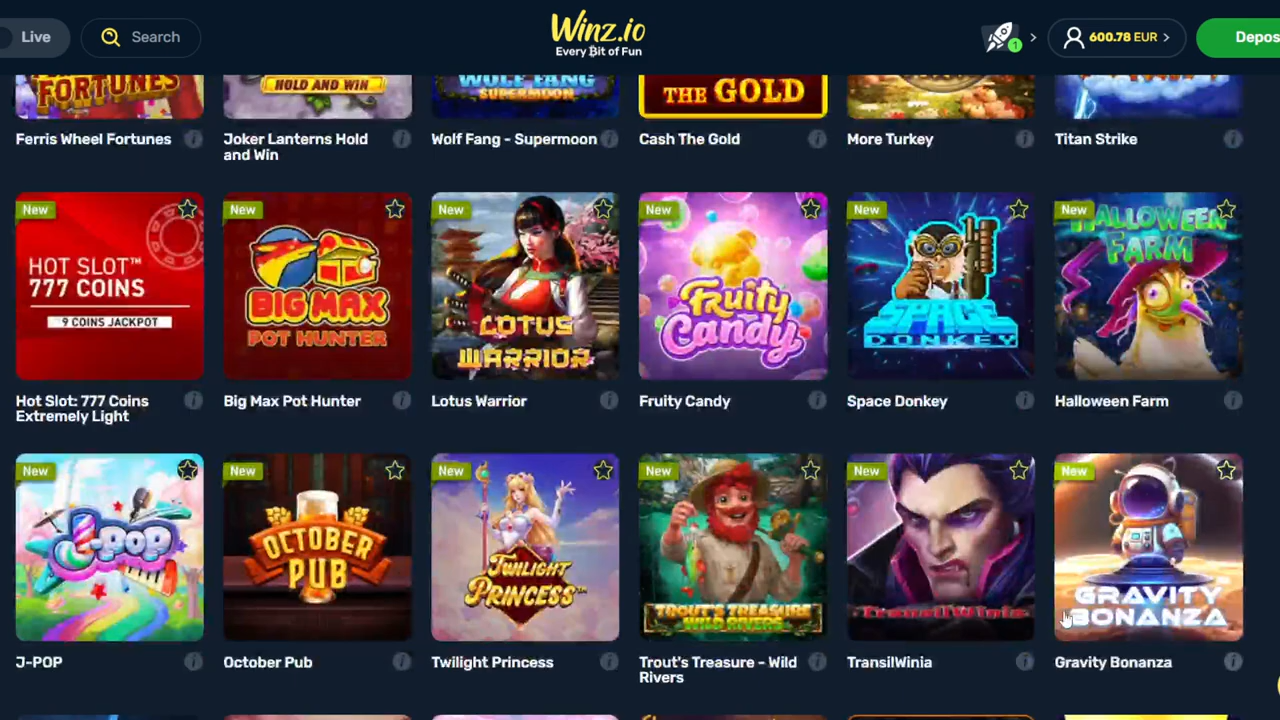 Live
Search
Winz.io
Every Bit of Fun
1
600.78 EUR
Depos
FORTUNES
HOLD AND WIN
WOLF FANG
SUPERMOON
THE GOLD
Ferris Wheel Fortunes
Joker Lanterns Hold
and Win
Wolf Fang - Supermoon
Cash The Gold
More Turkey
Titan Strike
New
New
New
New
New
New
HOT SLOT™
777 COINS
9 COINS JACKPOT
BIG MAX
POT HUNTER
LOTUS
WARRIOR
Fruity
Candy
SPACE
DONKEY
HALLOWEEN
FARM
Hot Slot: 777 Coins
Extremely Light
Big Max Pot Hunter
Lotus Warrior
Fruity Candy
Space Donkey
Halloween Farm
New
New
New
New
New
New
J-POP
OCTOBER
PUB
TWILIGHT
PRINCESS™
TROUT'S TREASURE
WILD RIVERS
TransilWinia
GRAVITY
BONANZA
J-POP
October Pub
Twilight Princess
Trout's Treasure - Wild
Rivers
TransilWinia
Gravity Bonanza